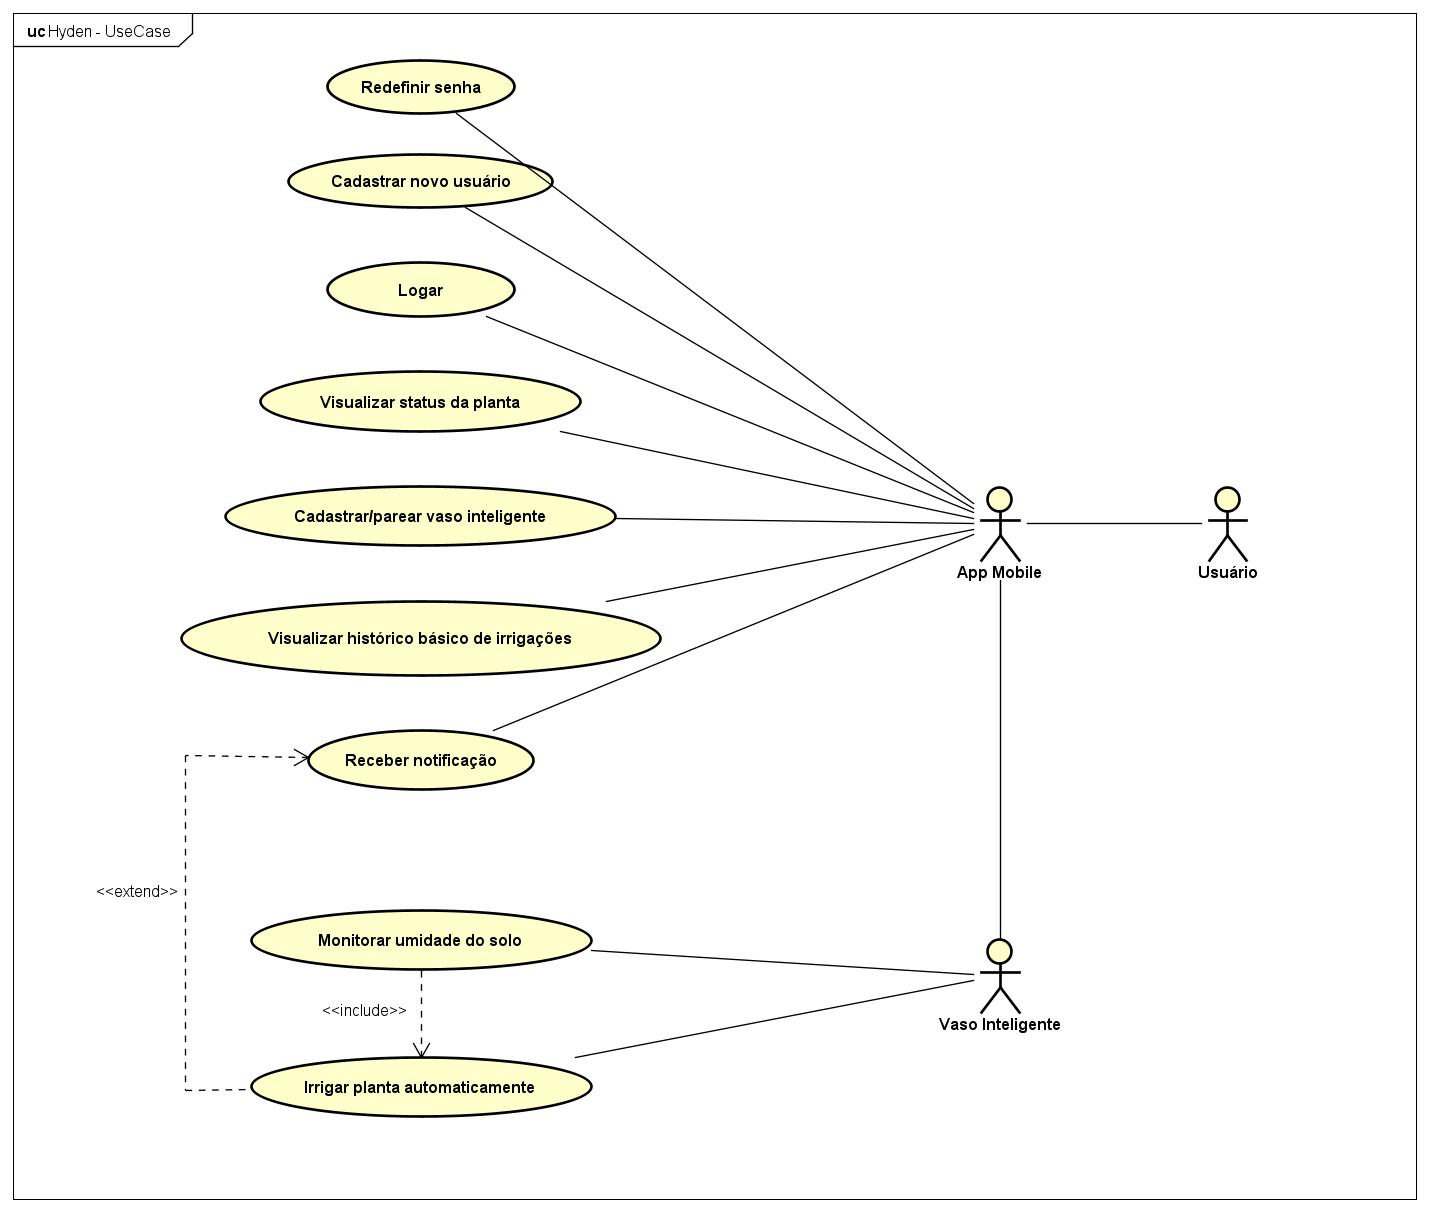 uc Hyden - UseCase
Redefinir senha
Cadastrar novo usuário
Logar
Visualizar status da planta
Cadastrar/parear vaso inteligente
App Mobile
Usuário
Visualizar histórico básico de irrigações
Receber notificação
<<extend>>
Monitorar umidade do solo
<<include>>
Vaso Inteligente
Irrigar planta automaticamente